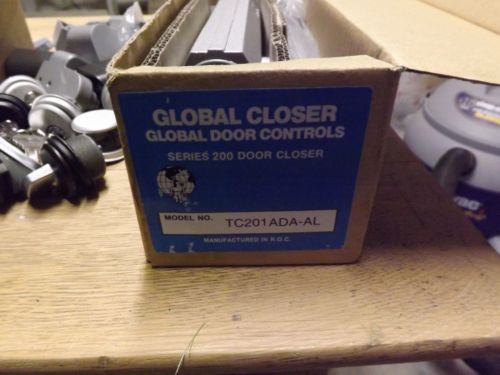 GLOBAL CLOSER
GLOBAL DOOR CONTROLS
SERIES 200 DOOR CLOSER
MODEL NO. TC201ADA-AL
MANUFACTURED IN R.O.C.